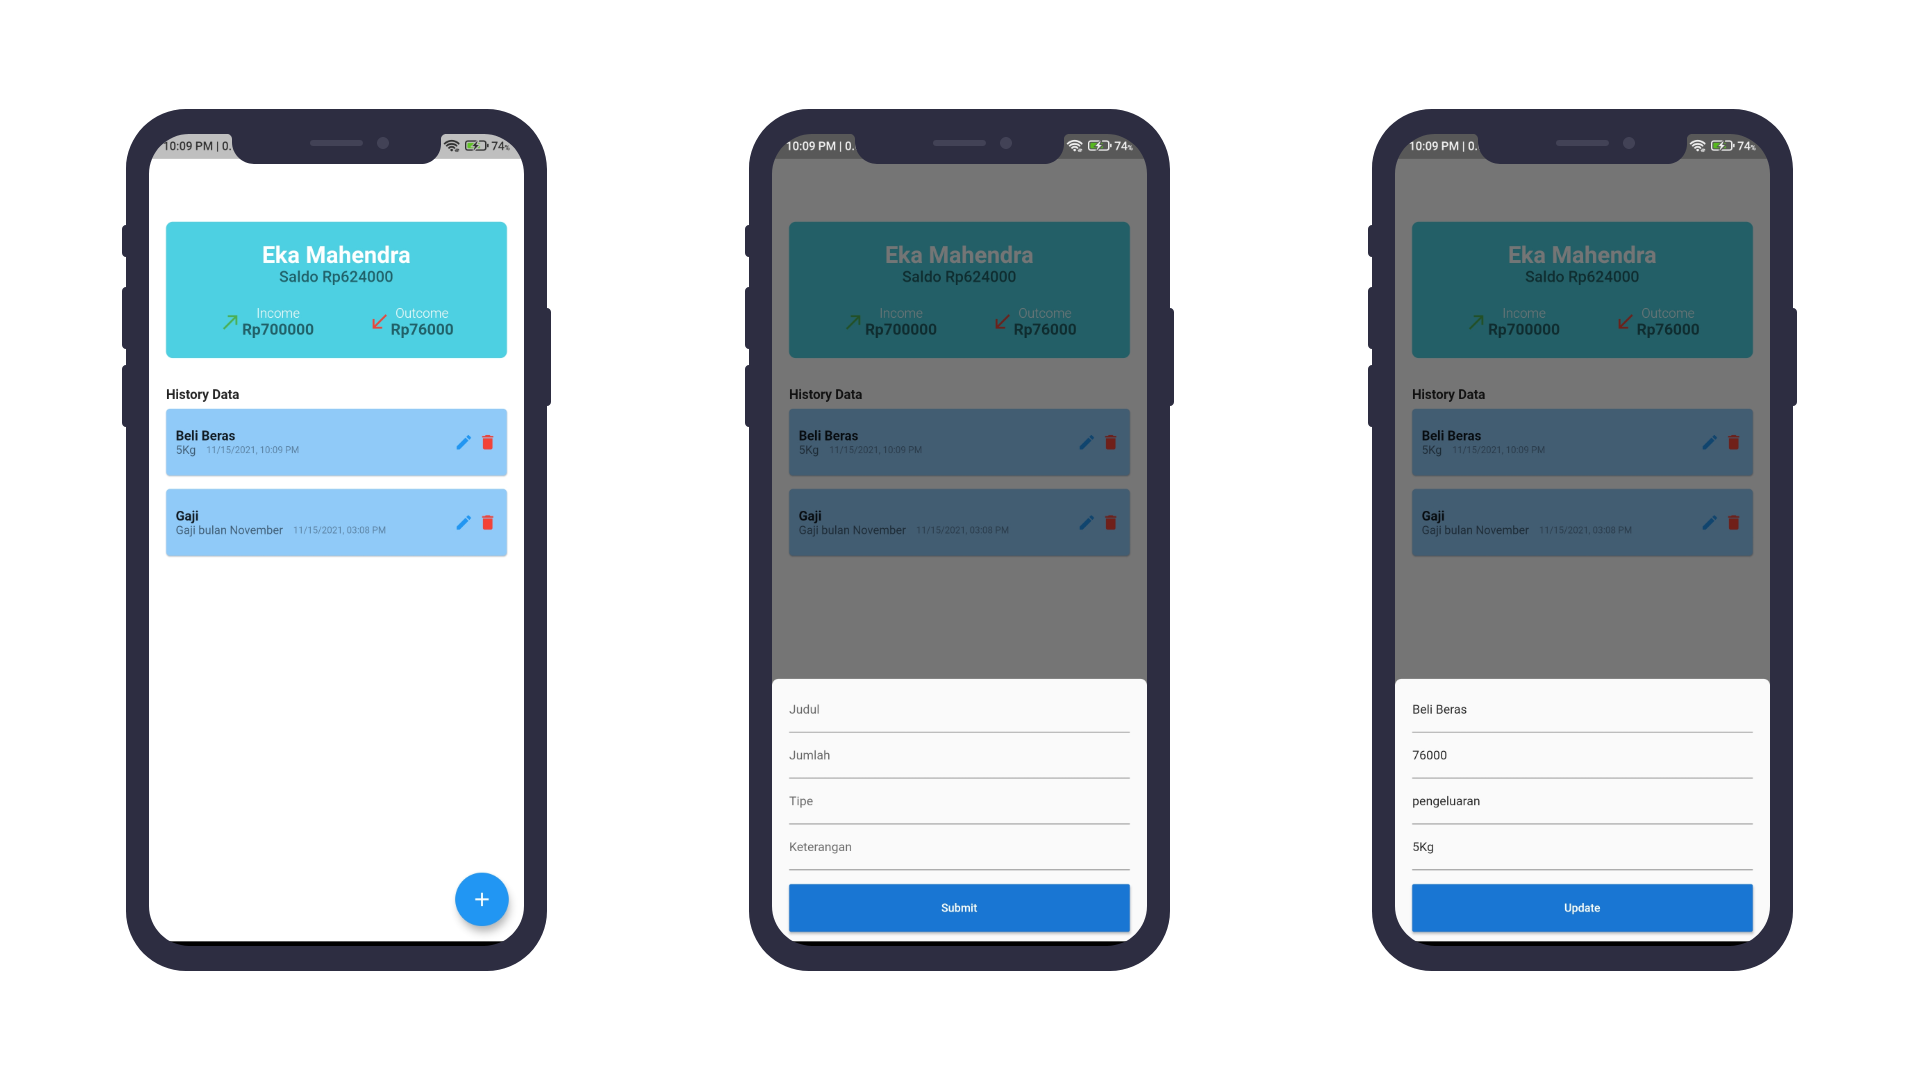 10:09 PM | 0.
74%
Eka Mahendra
Saldo Rp624000
Income
Rp700000
Outcome
Rp76000
History Data
Beli Beras
5Kg 11/15/2021, 10:09 PM
Gaji
Gaji bulan November 11/15/2021, 03:08 PM
10:09 PM | 0.
74%
Eka Mahendra
Saldo Rp624000
Income
Rp700000
Outcome
Rp76000
History Data
Beli Beras
5Kg 11/15/2021, 10:09 PM
Gaji
Gaji bulan November 11/15/2021, 03:08 PM
Judul
Jumlah
Tipe
Keterangan
Submit
10:09 PM | 0.
74%
Eka Mahendra
Saldo Rp624000
Income
Rp700000
Outcome
Rp76000
History Data
Beli Beras
5Kg 11/15/2021, 10:09 PM
Gaji
Gaji bulan November 11/15/2021, 03:08 PM
Beli Beras
76000
pengeluaran
5Kg
Update